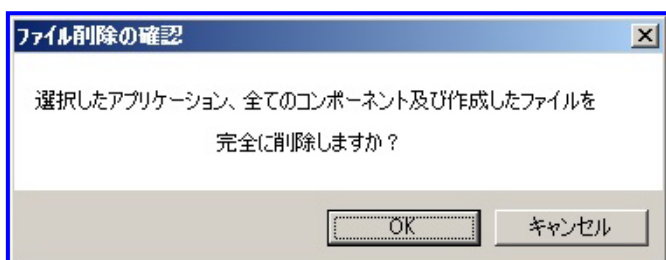 ファイル削除の確認
選択したアプリケーション、全てのコンポーネント及び作成したファイルを
完全に削除しますか？
OK
キャンセル